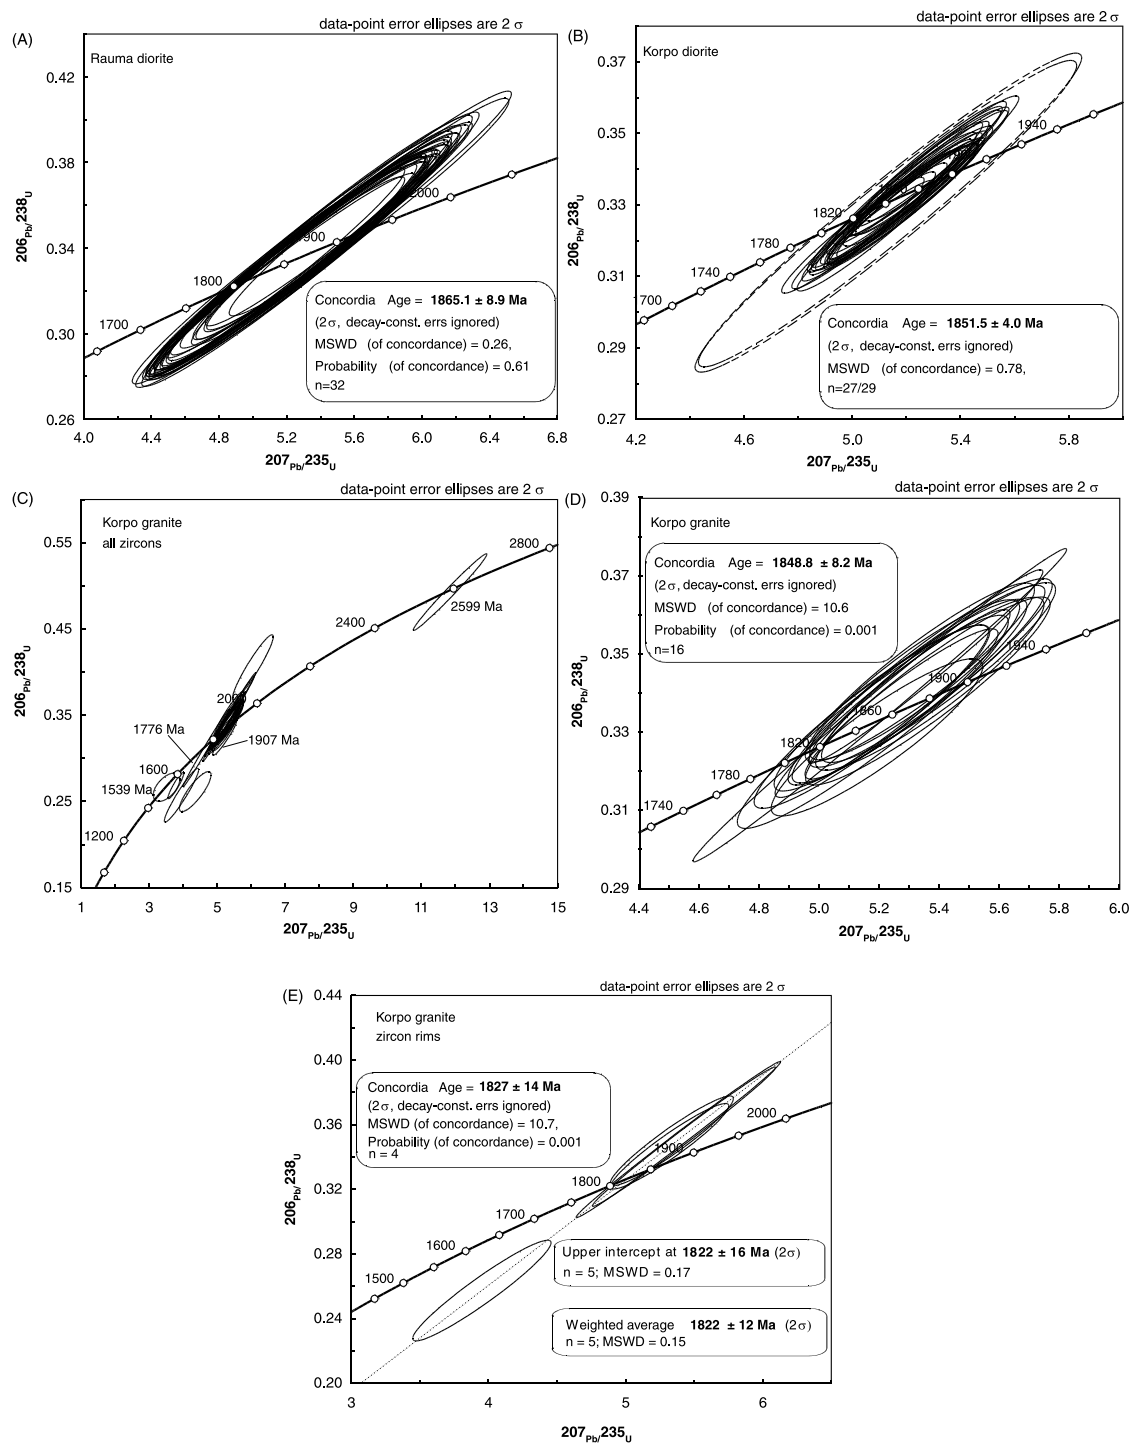 data-point error ellipses are 2 σ
(A)
Rauma diorite
0.42
0.38
0.34
0.30
0.26
206Pb/238U
1700
1800
1900
2000
Concordia Age = 1865.1 ± 8.9 Ma
(2σ, decay-const. errs ignored)
MSWD (of concordance) = 0.26,
Probability (of concordance) = 0.61
n=32
4.0 4.4 4.8 5.2 5.6 6.0 6.4 6.8
207Pb/235U
data-point error ellipses are 2 σ
(B)
Korpo diorite
0.37
0.35
0.33
0.31
0.29
0.27
206Pb/238U
1700
1740
1780
1820
1940
Concordia Age = 1851.5 ± 4.0 Ma
(2σ, decay-const. errs ignored)
MSWD (of concordance) = 0.78,
n=27/29
4.2 4.6 5.0 5.4 5.8
207Pb/235U
data-point error ellipses are 2 σ
(C)
Korpo granite
all zircons
0.55
0.45
0.35
0.25
0.15
206Pb/238U
2800
2599 Ma
2400
2000
1776 Ma
1907 Ma
1600
1539 Ma
1200
1 3 5 7 9 11 13 15
207Pb/235U
data-point error ellipses are 2 σ
(D)
Korpo granite
0.39
0.37
0.35
0.33
0.31
0.29
206Pb/238U
Concordia Age = 1848.8 ± 8.2 Ma
(2σ, decay-const. errs ignored)
MSWD (of concordance) = 10.6,
Probability (of concordance) = 0.001
n=16
1940
1900
1860
1820
1780
1740
4.4 4.8 5.0 5.2 5.4 5.6 5.8 6.0
207Pb/235U
data-point error ellipses are 2 σ
(E)
Korpo granite
zircon rims
0.44
0.40
0.36
0.32
0.28
0.24
0.20
206Pb/238U
Concordia Age = 1827 ± 14 Ma
(2σ, decay-const. errs ignored)
MSWD (of concordance) = 10.7,
Probability (of concordance) = 0.001
n = 4
2000
1900
1800
1700
1600
1500
Upper intercept at 1822 ± 16 Ma (2σ)
n = 5; MSWD = 0.17
Weighted average 1822 ± 12 Ma (2σ)
n = 5; MSWD = 0.15
3 4 5 6
207Pb/235U